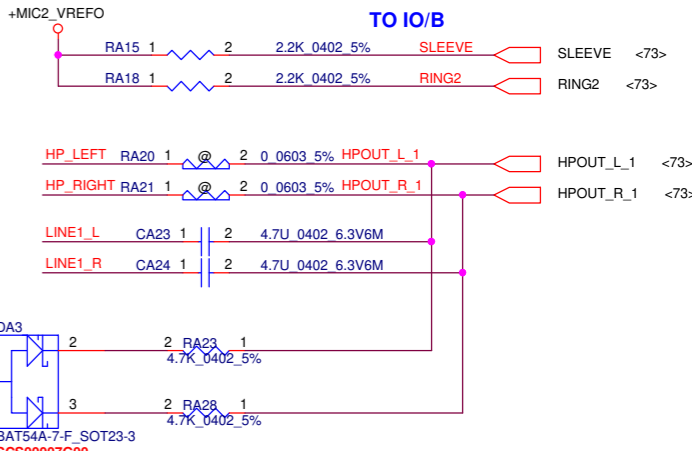 +MIC2_VREFO
TO IO/B
RA15 1 2 2.2K_0402_5% SLEEVE SLEEVE <73>
RA18 1 2 2.2K_0402_5% RING2 RING2 <73>
HP_LEFT RA20 1 @ 2 0_0603_5% HPOUT_L_1 HPOUT_L_1 <73>
HP_RIGHT RA21 1 @ 2 0_0603_5% HPOUT_R_1 HPOUT_R_1 <73>
LINE1_L CA23 1 2 4.7U_0402_6.3V6M
LINE1_R CA24 1 2 4.7U_0402_6.3V6M
DA3
2 2 RA23 1
4.7K_0402_5%
3 2 RA28 1
4.7K_0402_5%
BAT54A-7-F_SOT23-3